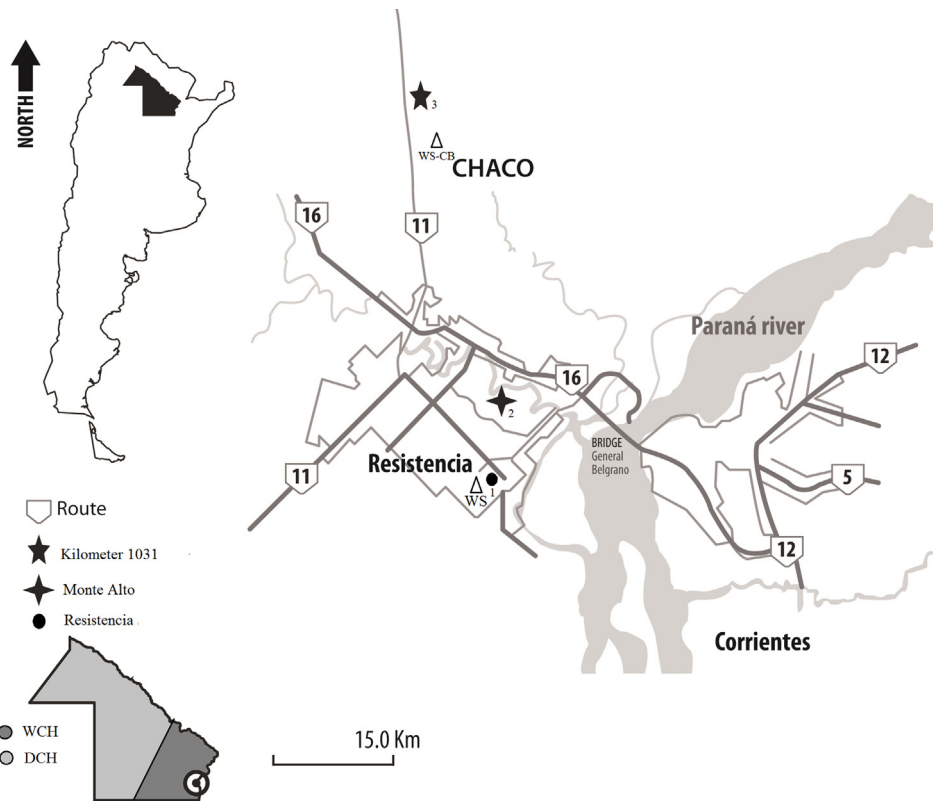 NORTH
3
WS-CB
CHACO
16
11
Paraná river
12
16
2
BRIDGE
General
Belgrano
Resistencia
11
5
WS 1
Route
12
Kilometer 1031
Monte Alto
Resistencia
Corrientes
WCH
DCH
15.0 Km